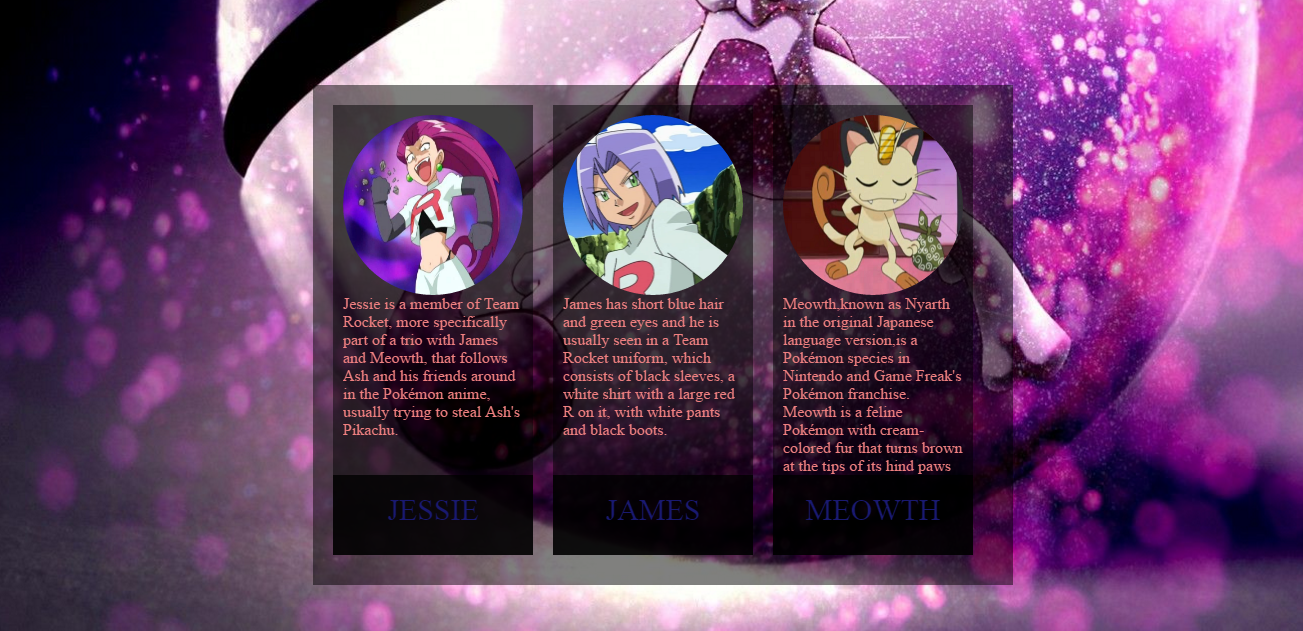 Jessie is a member of Team
Rocket, more specifically
part of a trio with James
and Meowth, that follows
Ash and his friends around
in the Pokémon anime,
usually trying to steal Ash's
Pikachu.
JESSIE
James has short blue hair
and green eyes and he is
usually seen in a Team
Rocket uniform, which
consists of black sleeves, a
white shirt with a large red
R on it, with white pants
and black boots.
JAMES
Meowth,known as Nyarth
in the original Japanese
language version,is a
Pokémon species in
Nintendo and Game Freak's
Pokémon franchise.
Meowth is a feline
Pokémon with cream-
colored fur that turns brown
at the tips of its hind paws
MEOWTH